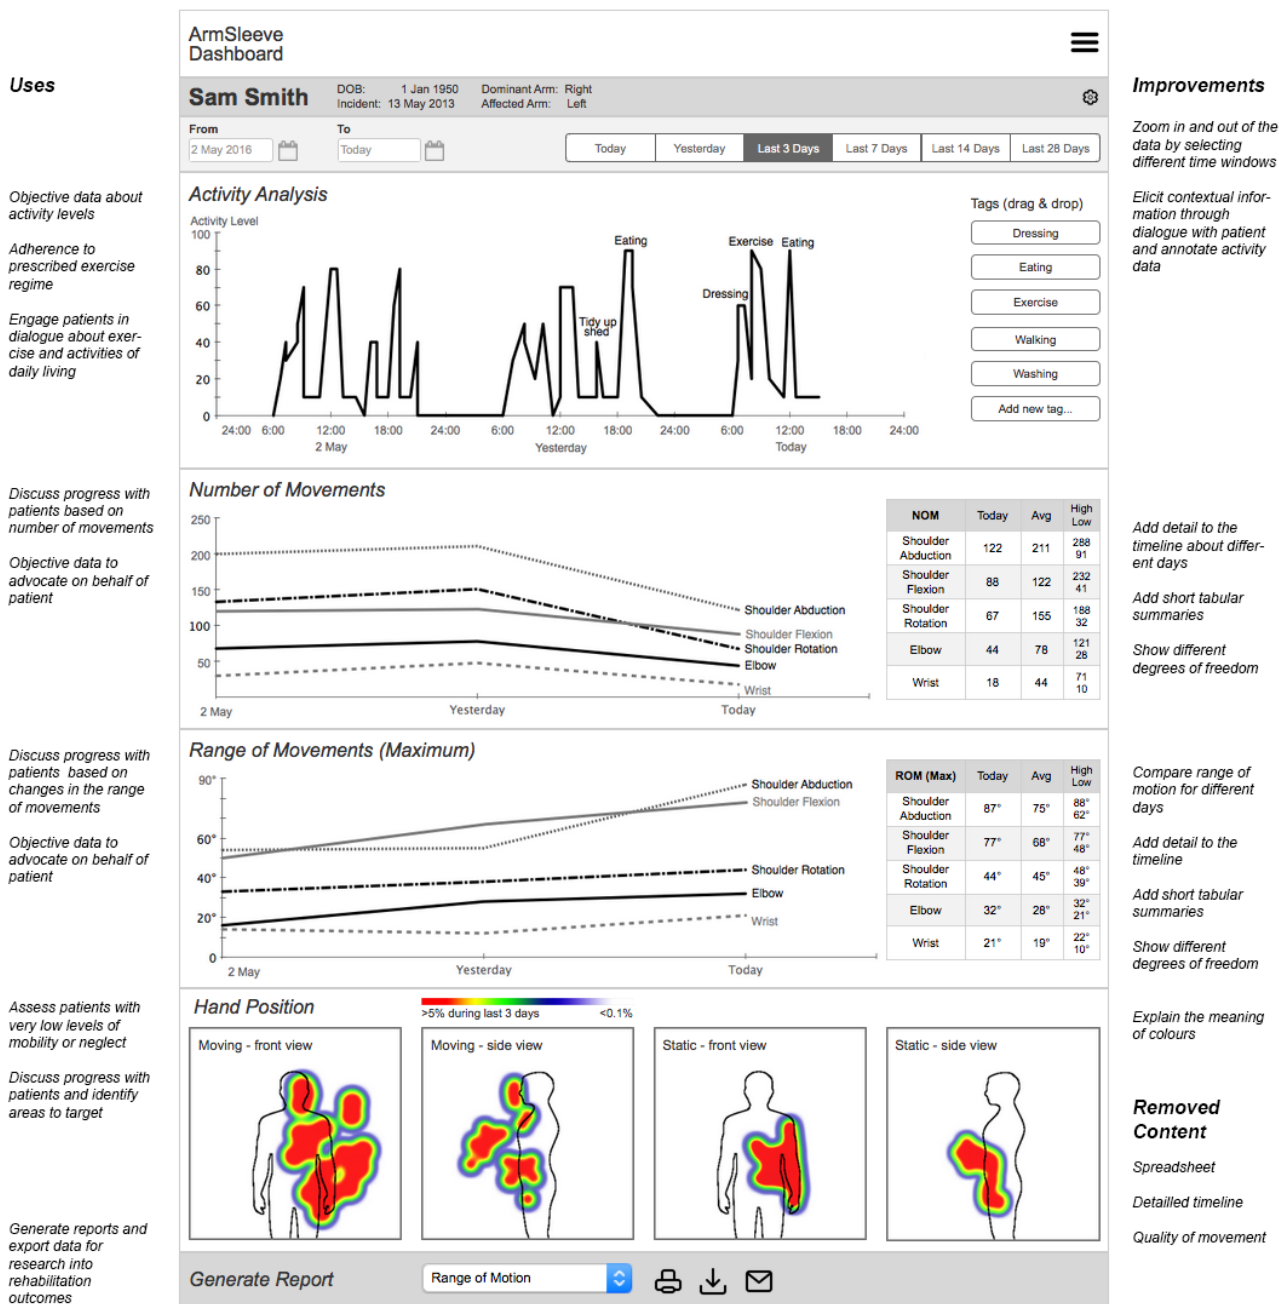 ArmSleeve
Dashboard
Uses
Improvements
Sam Smith
DOB: 1 Jan 1950 Dominant Arm: Right
Incident: 13 May 2013 Affected Arm: Left
From To
2 May 2016 Today
Today Yesterday Last 3 Days Last 7 Days Last 14 Days Last 28 Days
Zoom in and out of the
data by selecting
different time windows
Elicit contextual infor-
mation through
dialogue with patient
and annotate activity
data
Objective data about
activity levels
Adherence to
prescribed exercise
regime
Engage patients in
dialogue about exer-
cise and activities of
daily living
Activity Analysis
Activity Level
100
80
60
40
20
0
Eating
Tidy up
shed
Dressing
Exercise Eating
24:00 6:00 12:00 18:00 24:00 6:00 12:00 18:00 24:00 6:00 12:00 18:00 24:00
2 May Yesterday Today
Tags (drag & drop)
Dressing
Eating
Exercise
Walking
Washing
Add new tag...
Discuss progress with
patients based on
number of movements
Objective data to
advocate on behalf of
patient
Number of Movements
250
200
150
100
50
Shoulder Abduction
Shoulder Flexion
Shoulder Rotation
Elbow
Wrist
2 May Yesterday Today
NOM Today Avg High Low
Shoulder Abduction 122 211 288 91
Shoulder Flexion 88 122 232 41
Shoulder Rotation 67 155 188 32
Elbow 44 78 121 28
Wrist 18 44 71 10
Add detail to the
timeline about differ-
ent days
Add short tabular
summaries
Show different
degrees of freedom
Discuss progress with
patients based on
changes in the range
of movements
Objective data to
advocate on behalf of
patient
Range of Movements (Maximum)
90°
60°
40°
20°
0
Shoulder Abduction
Shoulder Flexion
Shoulder Rotation
Elbow
Wrist
2 May Yesterday Today
ROM (Max) Today Avg High Low
Shoulder Abduction 87° 75° 88° 62°
Shoulder Flexion 77° 68° 77° 48°
Shoulder Rotation 44° 45° 48° 39°
Elbow 32° 28° 32° 21°
Wrist 21° 19° 22° 10°
Compare range of
motion for different
days
Add detail to the
timeline
Add short tabular
summaries
Show different
degrees of freedom
Assess patients with
very low levels of
mobility or neglect
Discuss progress with
patients and identify
areas to target
Hand Position
>5% during last 3 days <0.1%
Moving - front view
Moving - side view
Static - front view
Static - side view
Explain the meaning
of colours
Removed
Content
Spreadsheet
Detailled timeline
Quality of movement
Generate reports and
export data for
research into
rehabilitation
outcomes
Generate Report
Range of Motion